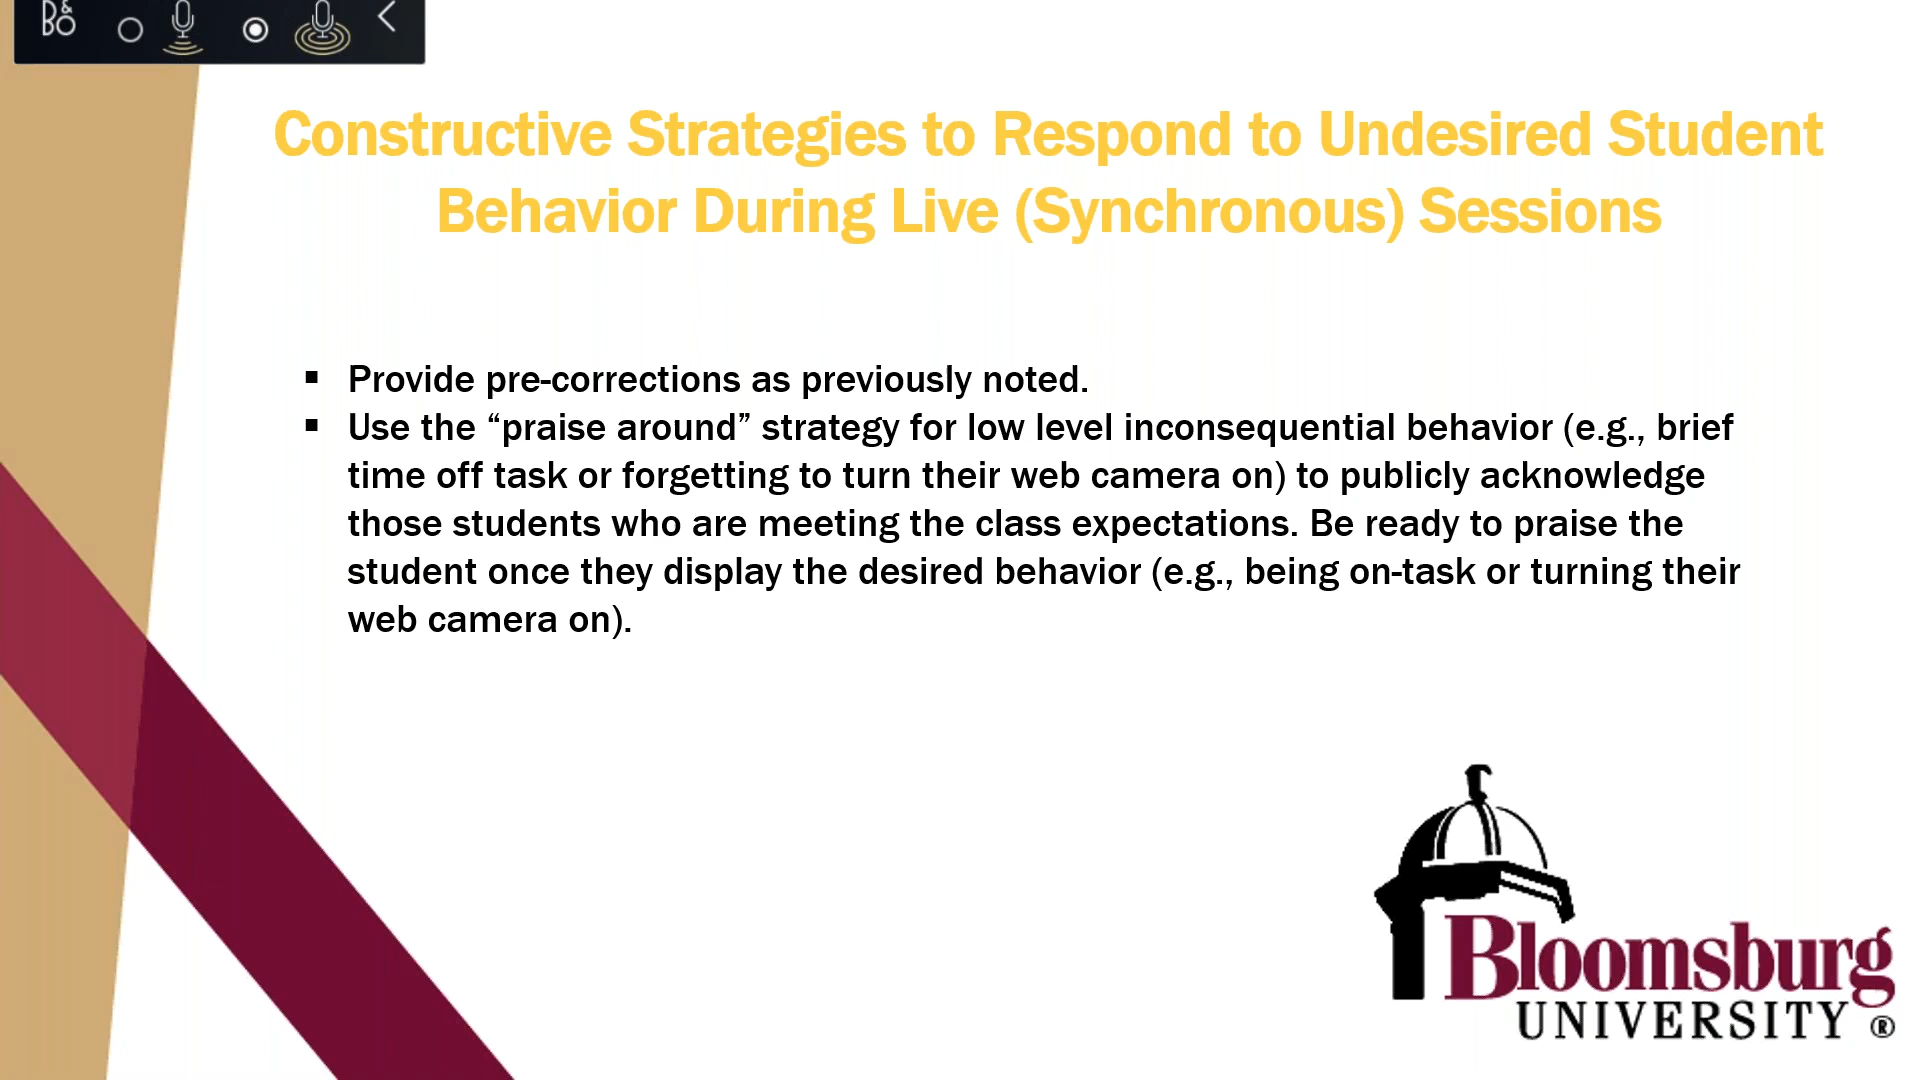 B&
BO
Constructive Strategies to Respond to Undesired Student
Behavior During Live (Synchronous) Sessions
▪ Provide pre-corrections as previously noted.
▪ Use the “praise around” strategy for low level inconsequential behavior (e.g., brief
time off task or forgetting to turn their web camera on) to publicly acknowledge
those students who are meeting the class expectations. Be ready to praise the
student once they display the desired behavior (e.g., being on-task or turning their
web camera on).
Bloomsburg
UNIVERSITY ®